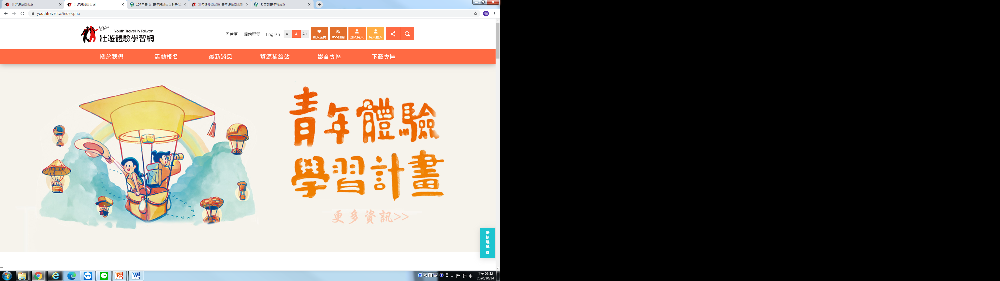 壯遊體驗學習網
壯遊體驗學習網
107年青·探-青年體驗學習計畫(
壯遊體驗學習網-青年體驗學習計
教育部青年發展署
youthtravel.tw/index.php
:::
Let's be friends
Youth Travel in Taiwan
壯遊體驗學習網
回首頁 網站導覽 English A- A A+ 加入最愛 RSS訂閱 加入會員 會員登入
關於我們 活動報名 最新消息 資源補給站 影音專區 下載專區
青年體驗
學習計畫
更多資訊>>
快捷選單
:::
LINE
下午 06:52
2020/10/14